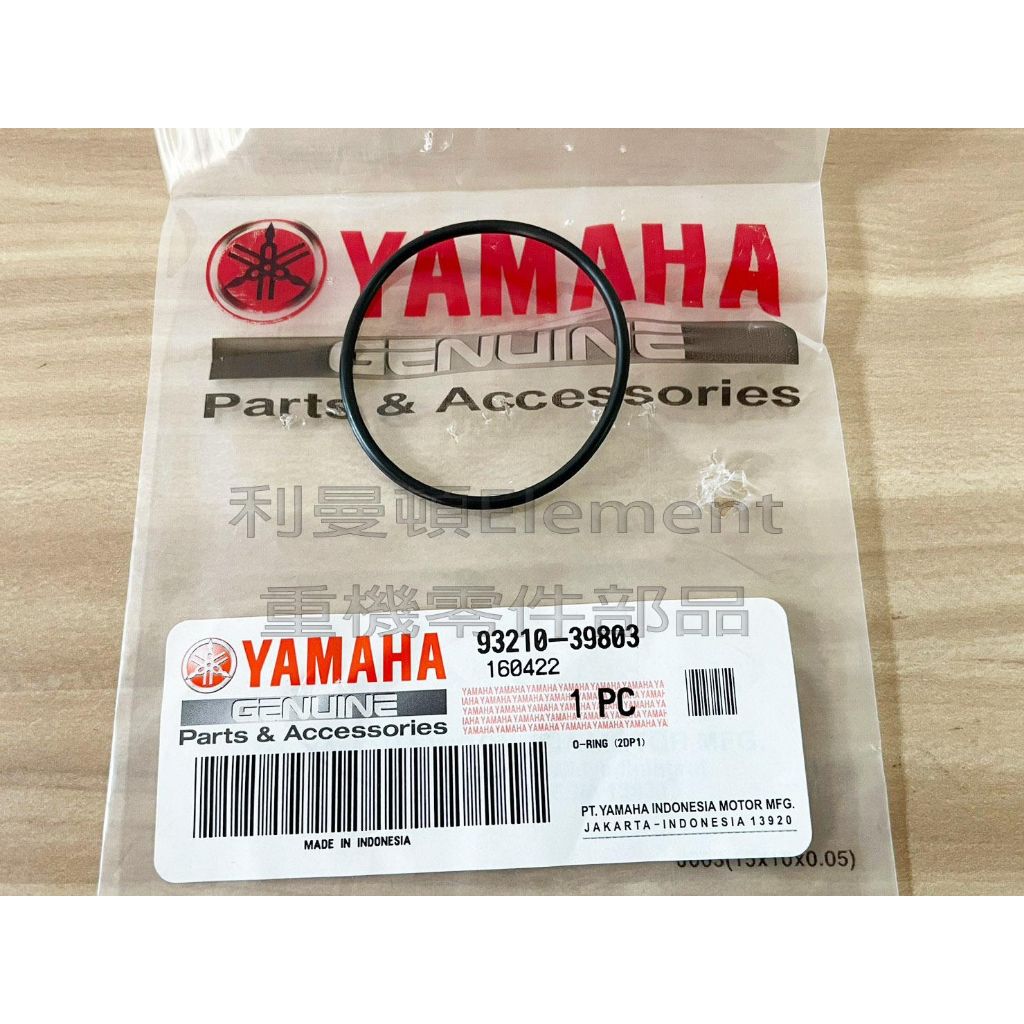 YAMAHA
GENUINE
Parts & Accessories
利曼頓Element
重機零件部品
YAMAHA
GENUINE
Parts & Accessories
93210-39803
160422
1 PC
O-RING (2DP1)
MADE IN INDONESIA
PT. YAMAHA INDONESIA MOTOR MFG.
JAKARTA-INDONESIA 13920